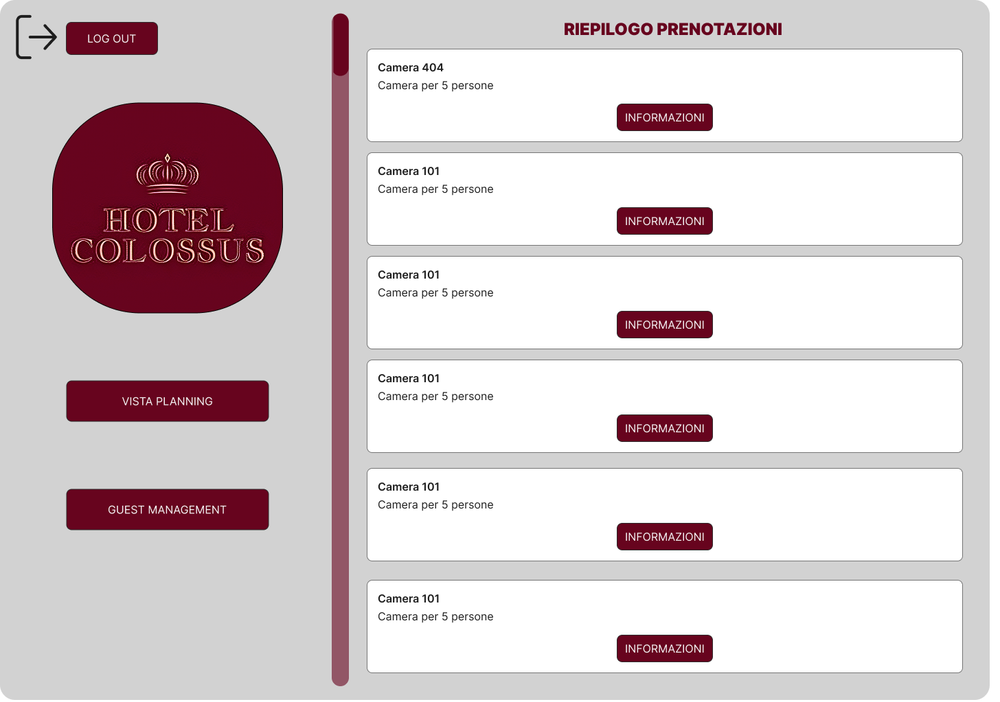 LOG OUT
HOTEL
COLOSSUS
VISTA PLANNING
GUEST MANAGEMENT
RIEPILOGO PRENOTAZIONI
Camera 404
Camera per 5 persone
INFORMAZIONI
Camera 101
Camera per 5 persone
INFORMAZIONI
Camera 101
Camera per 5 persone
INFORMAZIONI
Camera 101
Camera per 5 persone
INFORMAZIONI
Camera 101
Camera per 5 persone
INFORMAZIONI
Camera 101
Camera per 5 persone
INFORMAZIONI